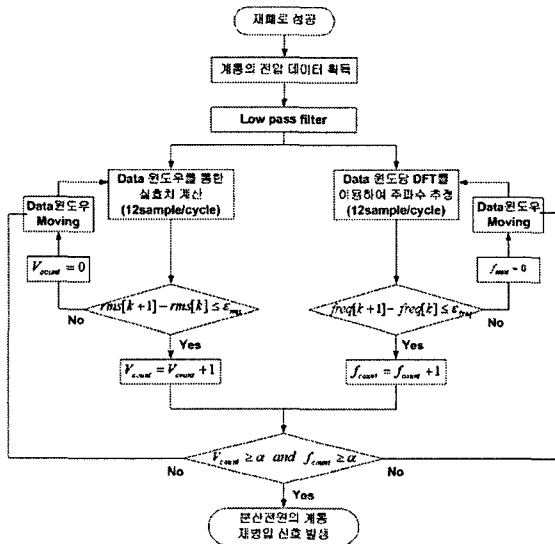 재폐로 성공
계통의 전압 데이터 획득
Low pass filter
Data 윈도우를 통한
실효치 계산
(12sample/cycle)
Data 윈도당 DFT를
이용하여 주파수 추정
(12sample/cycle)
Data윈도우
Moving
Data윈도우
Moving
V_count = 0
f_count = 0
rms[k+1]−rms[k] ≤ ε_rms
freq[k+1]− freq[k] ≤ ε_freq
No
No
Yes
Yes
V_count = V_count + 1
f_count = f_count + 1
V_count ≥ α and f_count ≥ α
No
No
Yes
분산전원의 계통
재병입 신호 발생